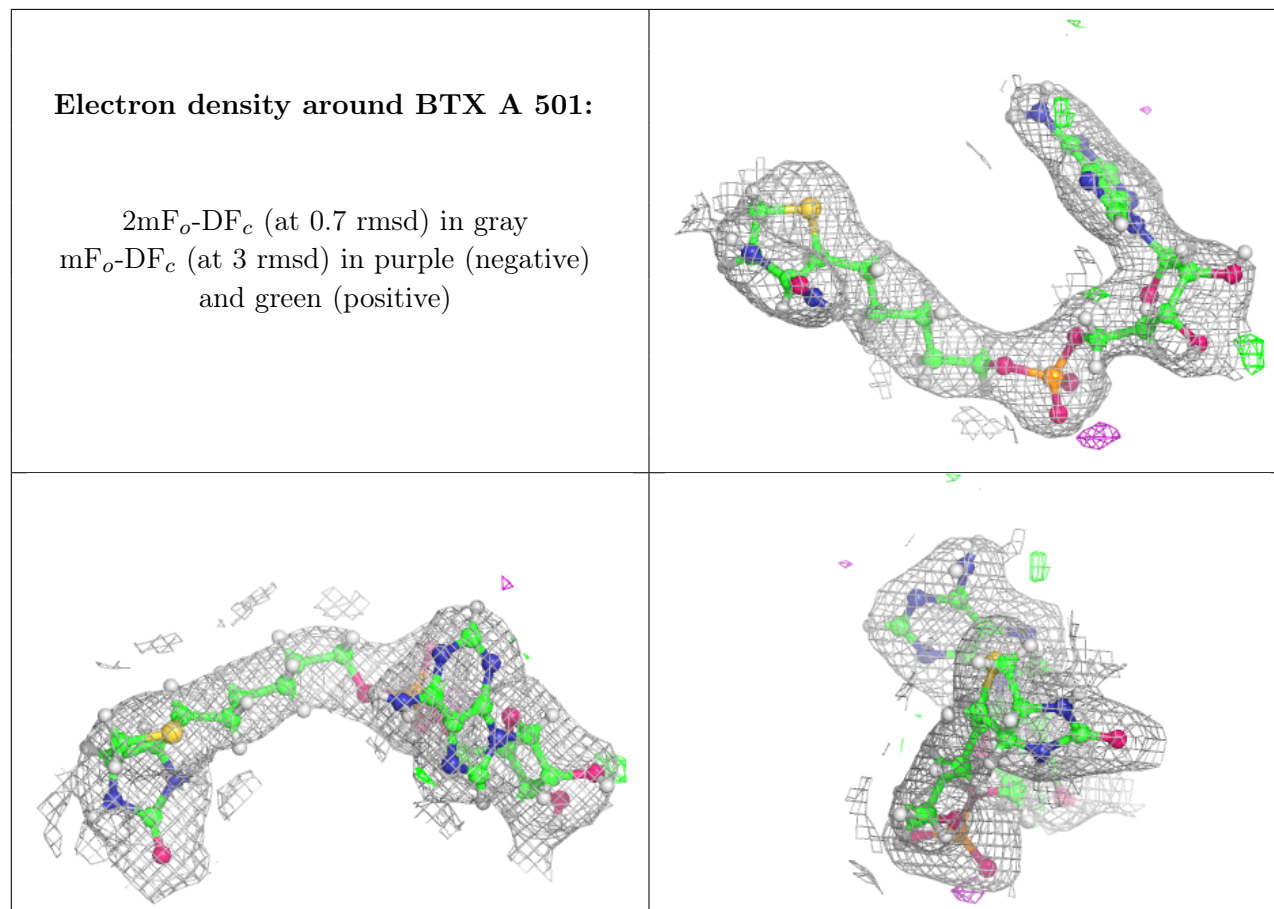 Electron density around BTX A 501:
2mFₒ-DF𝒸 (at 0.7 rmsd) in gray
mFₒ-DF𝒸 (at 3 rmsd) in purple (negative)
and green (positive)